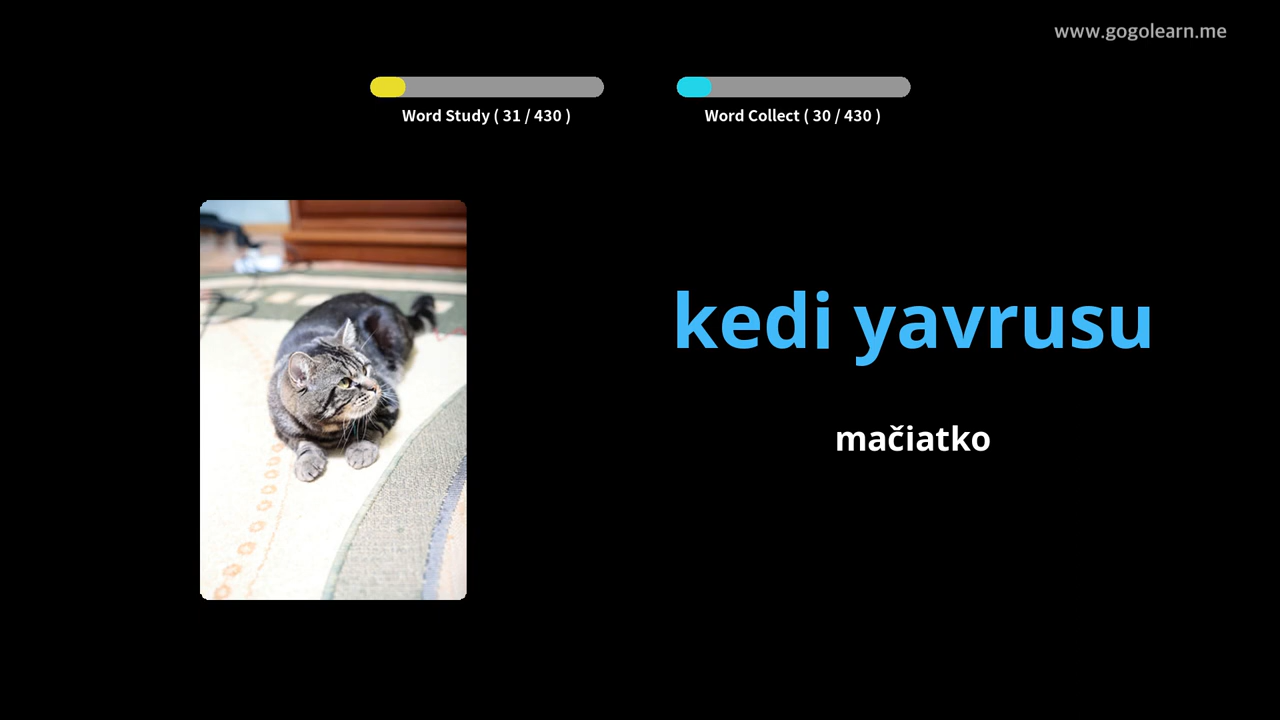 www.gogolearn.me
Word Study ( 31 / 430 )
Word Collect ( 30 / 430 )
kedi yavrusu
mačiatko